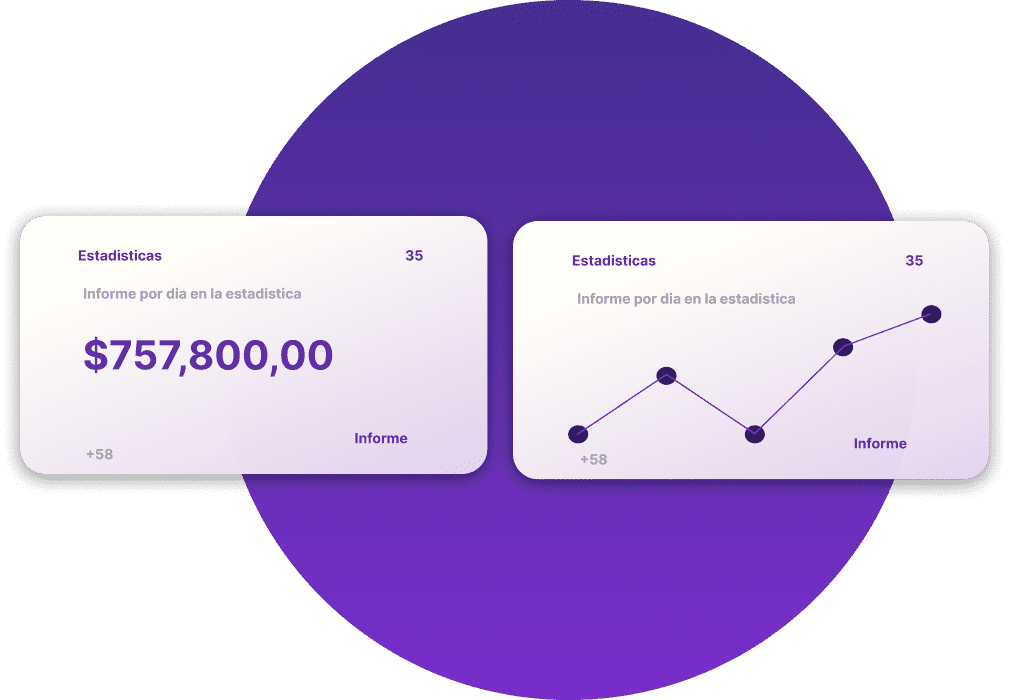 Estadisticas 35
Informe por dia en la estadistica
$757,800,00
Informe
+58
Estadisticas 35
Informe por dia en la estadistica
Informe
+58